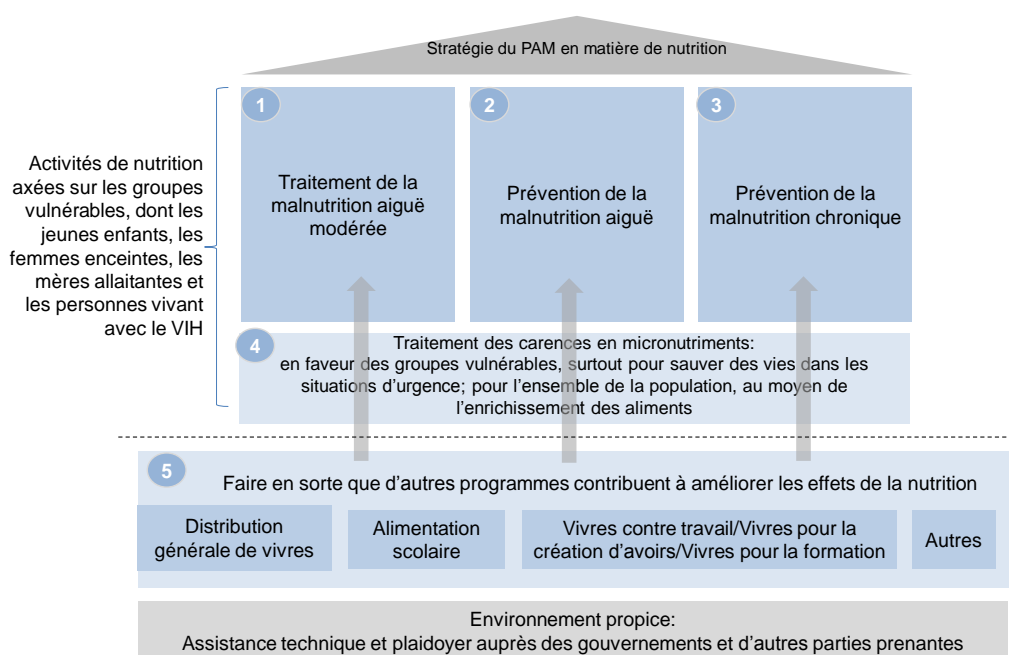 Stratégie du PAM en matière de nutrition
1
2
3
Activités de nutrition
axées sur les groupes
vulnérables, dont les
jeunes enfants, les
femmes enceintes, les
mères allaitantes et
les personnes vivant
avec le VIH
Traitement de la
malnutrition aiguë
modérée
Prévention de la
malnutrition aiguë
Prévention de la
malnutrition chronique
4
Traitement des carences en micronutriments:
en faveur des groupes vulnérables, surtout pour sauver des vies dans les
situations d'urgence; pour l'ensemble de la population, au moyen de
l'enrichissement des aliments
5
Faire en sorte que d'autres programmes contribuent à améliorer les effets de la nutrition
Distribution
générale de vivres
Alimentation
scolaire
Vivres contre travail/Vivres pour la
création d'avoirs/Vivres pour la formation
Autres
Environnement propice:
Assistance technique et plaidoyer auprès des gouvernements et d'autres parties prenantes